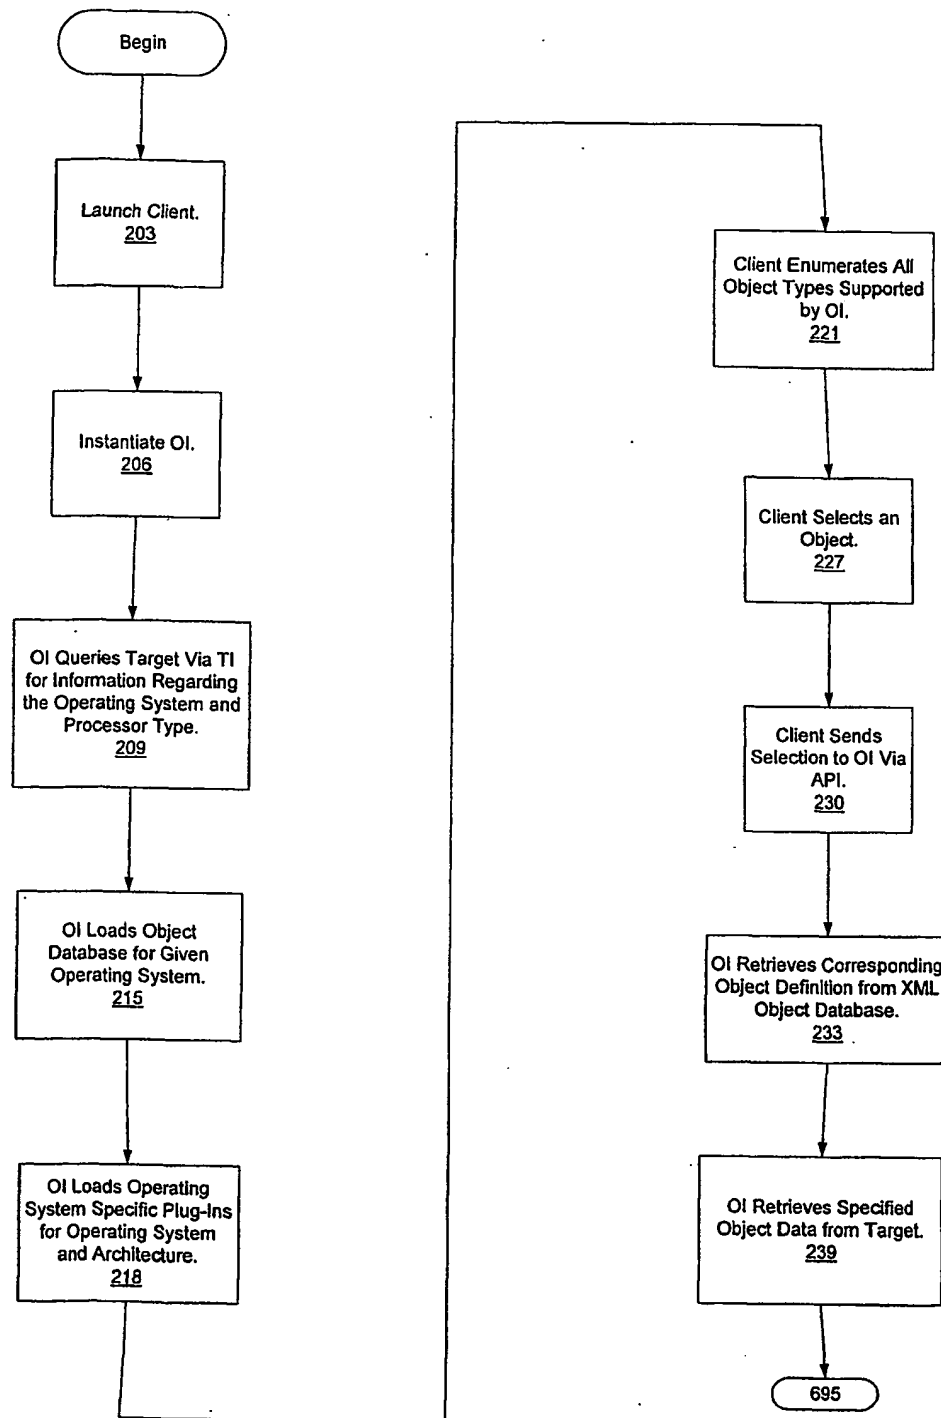 Begin
Launch Client.
203
Instantiate OI.
206
OI Queries Target Via TI
for Information Regarding
the Operating System and
Processor Type.
209
OI Loads Object
Database for Given
Operating System.
215
OI Loads Operating
System Specific Plug-Ins
for Operating System
and Architecture.
218
Client Enumerates All
Object Types Supported
by OI.
221
Client Selects an
Object.
227
Client Sends
Selection to OI Via
API.
230
OI Retrieves Corresponding
Object Definition from XML
Object Database.
233
OI Retrieves Specified
Object Data from Target.
239
695